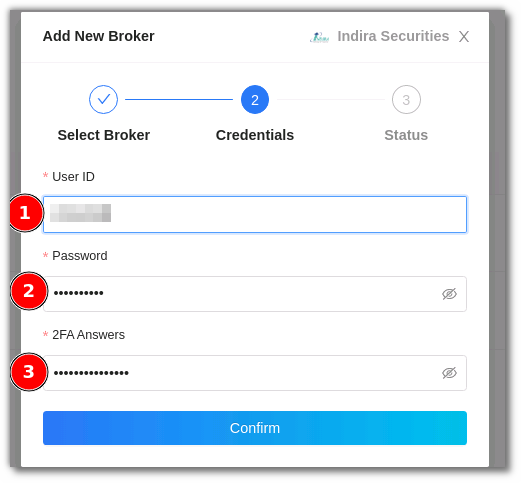 Add New Broker
Indira Securities X
2
3
Select Broker
Credentials
Status
* User ID
1
* Password
2
••••••••••
* 2FA Answers
3
•••••••••••••••
Confirm